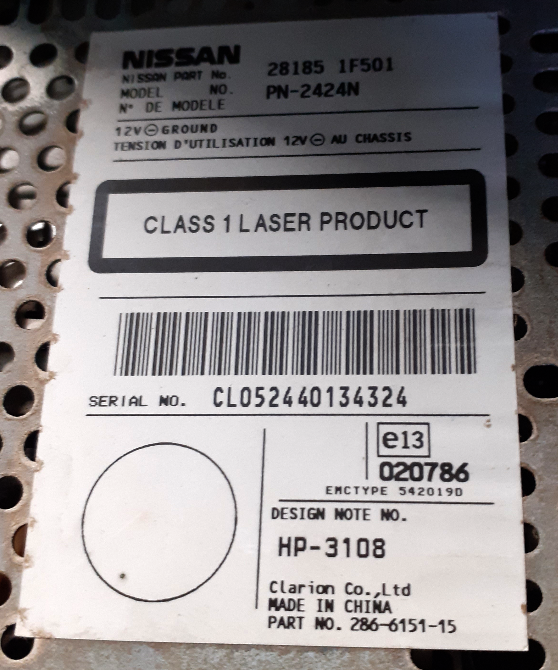 NISSAN
NISSAN PART No. 28185 1F501
MODEL NO. PN-2424N
N° DE MODELE
12V⊖GROUND
TENSION D'UTILISATION 12V⊖ AU CHASSIS
CLASS 1 LASER PRODUCT
SERIAL NO. CL052440134324
e13
020786
EMCTYPE 542019D
DESIGN NOTE NO.
HP-3108
Clarion Co.,Ltd
MADE IN CHINA
PART NO. 286-6151-15